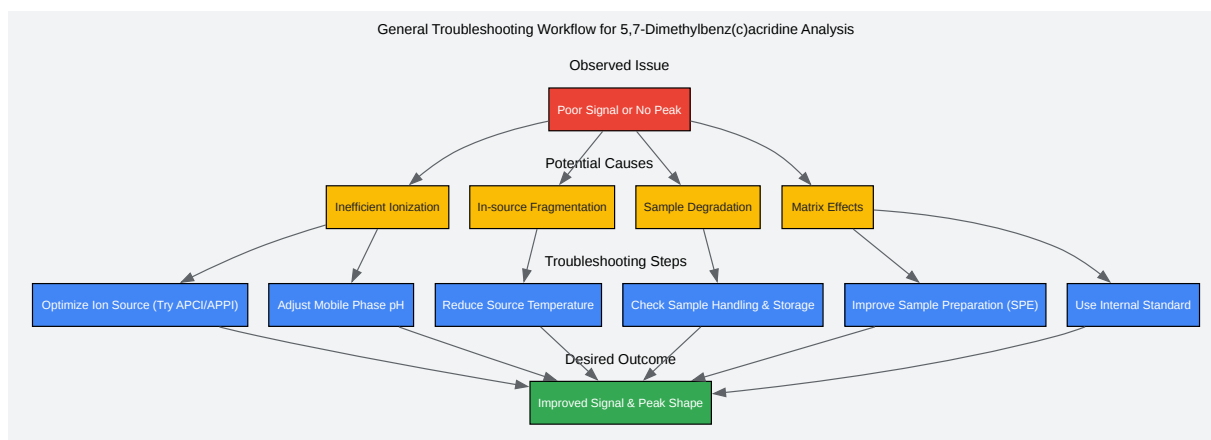 General Troubleshooting Workflow for 5,7-Dimethylbenz(c)acridine Analysis
Observed Issue
Poor Signal or No Peak
Potential Causes
Inefficient Ionization
In-source Fragmentation
Sample Degradation
Matrix Effects
Troubleshooting Steps
Optimize Ion Source (Try APCI/APPI)
Adjust Mobile Phase pH
Reduce Source Temperature
Check Sample Handling & Storage
Improve Sample Preparation (SPE)
Use Internal Standard
Desired Outcome
Improved Signal & Peak Shape